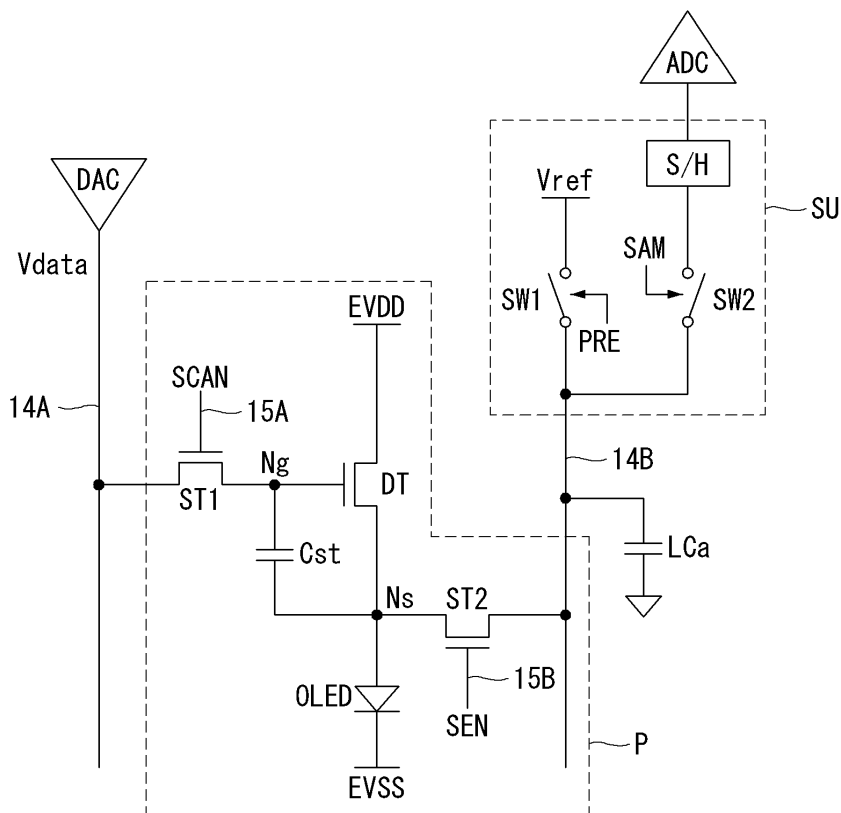 ADC
S/H
Vref
SU
DAC
Vdata
SAM
SW1
SW2
PRE
EVDD
SCAN
14A
15A
14B
Ng
DT
ST1
LCa
Cst
Ns
ST2
15B
OLED
SEN
P
EVSS